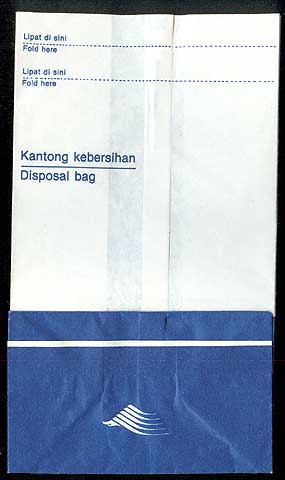 Lipat di sini
Fold here
Lipat di sini
Fold here
Kantong kebersihan
Disposal bag